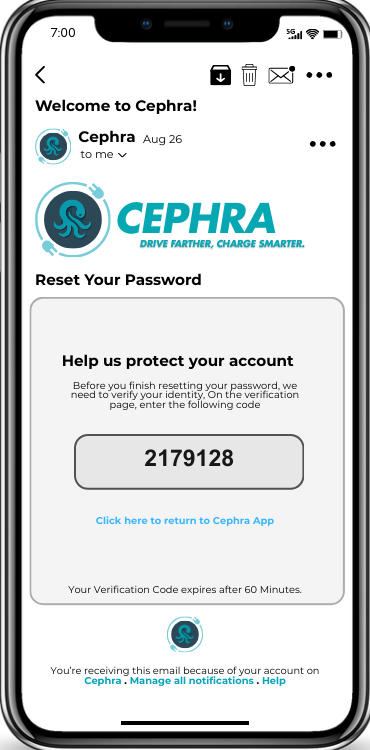 7:00
5G
Welcome to Cephra!
Cephra Aug 26
to me
CEPHRA
DRIVE FARTHER, CHARGE SMARTER.
Reset Your Password
Help us protect your account
Before you finish resetting your password, we
need to verify your identity, On the verification
page, enter the following code
2179128
Click here to return to Cephra App
Your Verification Code expires after 60 Minutes.
You're receiving this email because of your account on
Cephra . Manage all notifications . Help